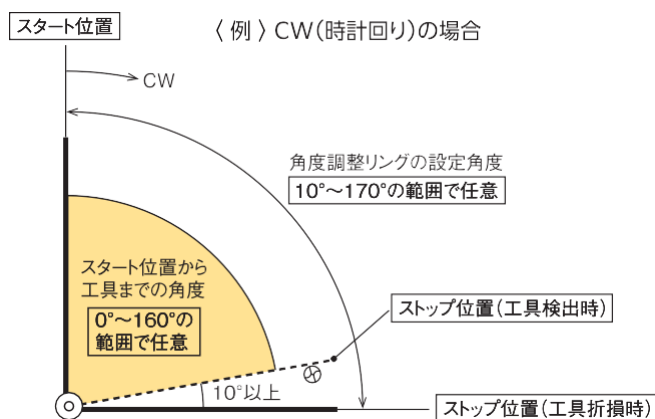 スタート位置
〈例〉CW(時計回り)の場合
CW
角度調整リングの設定角度
10°～170°の範囲で任意
スタート位置から
工具までの角度
0°～160°の
範囲で任意
ストップ位置(工具検出時)
10°以上
ストップ位置(工具折損時)